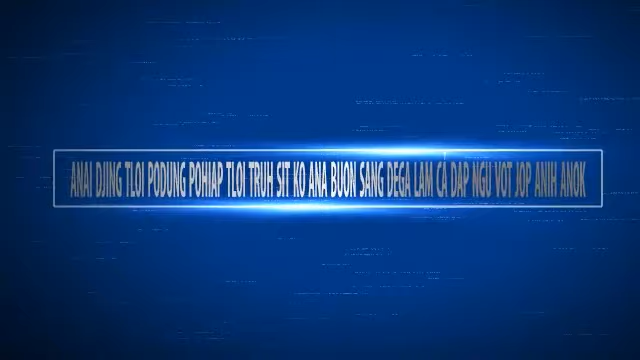 ANAI DJING TLOI PODUNG POHIAP TLOI TRUH SIT KO ANA BUON SANG DEGA LAM CA DAP NGU VOT JOP ANIH ANOK